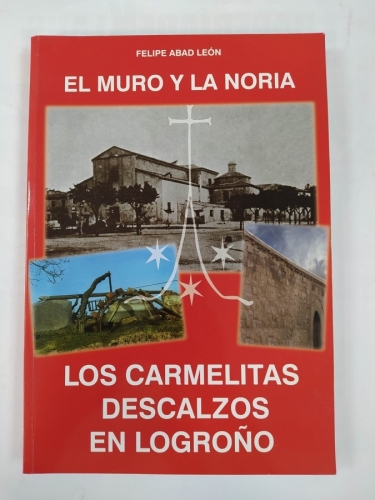 FELIPE ABAD LEÓN
EL MURO Y LA NORIA
LOS CARMELITAS
DESCALZOS
EN LOGROÑO